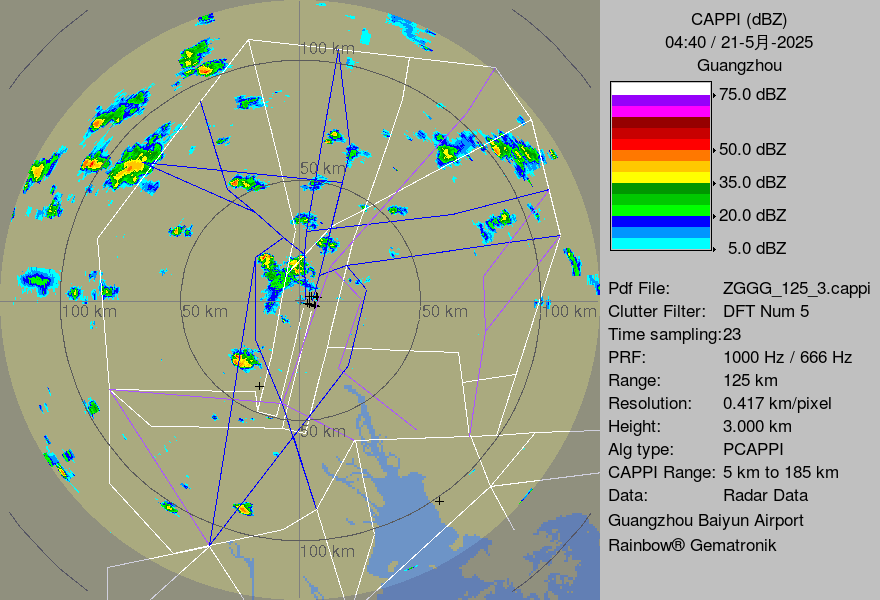 100 km
50 km
100 km
50 km
50 km
100 km
50 km
100 km
CAPPI (dBZ)
04:40 / 21-5月-2025
Guangzhou
75.0 dBZ
50.0 dBZ
35.0 dBZ
20.0 dBZ
5.0 dBZ
Pdf File: ZGGG_125_3.cappi
Clutter Filter: DFT Num 5
Time sampling:23
PRF: 1000 Hz / 666 Hz
Range: 125 km
Resolution: 0.417 km/pixel
Height: 3.000 km
Alg type: PCAPPI
CAPPI Range: 5 km to 185 km
Data: Radar Data
Guangzhou Baiyun Airport
Rainbow® Gematronik